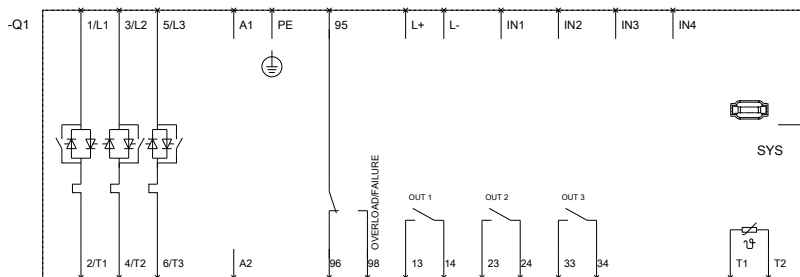 -Q1
1/L1 3/L2 5/L3 A1 PE 95 L+ L- IN1 IN2 IN3 IN4
SYS
OVERLOAD/FAILURE
OUT 1 OUT 2 OUT 3
ϑ
2/T1 4/T2 6/T3 A2 96 98 13 14 23 24 33 34 T1 T2